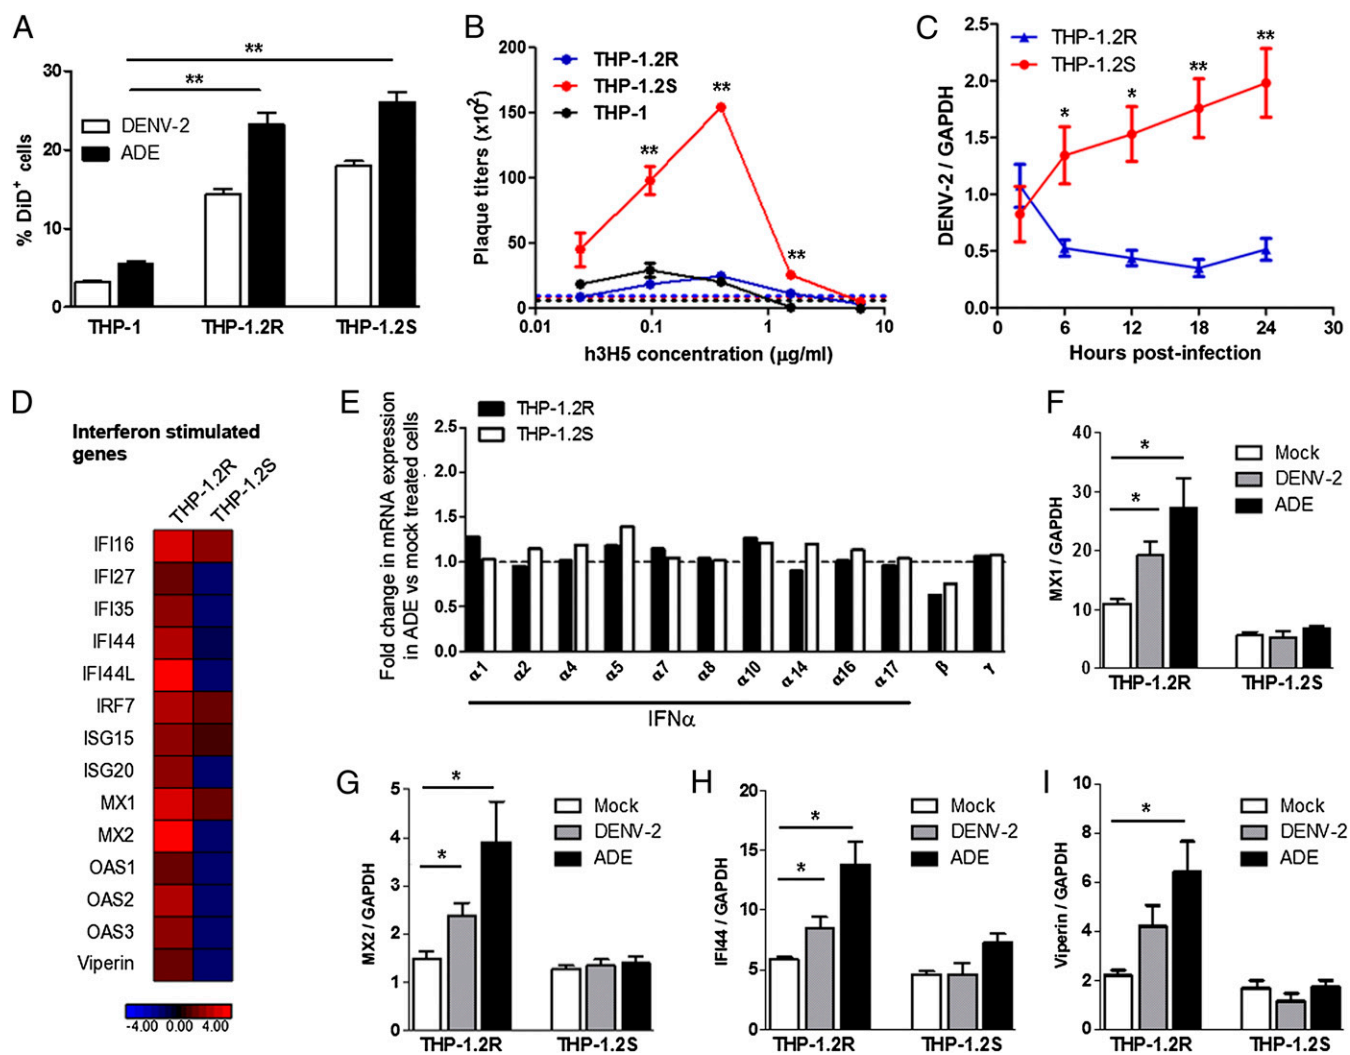 A
**
**
30
20
10
0
% DiD+ cells
DENV-2
ADE
THP-1
THP-1.2R
THP-1.2S
B
200
150
100
50
0
Plaque titers (x10²)
THP-1.2R
THP-1.2S
THP-1
**
**
**
0.01
0.1
1
10
h3H5 concentration (μg/ml)
C
2.5
2.0
1.5
1.0
0.5
0.0
DENV-2 / GAPDH
THP-1.2R
THP-1.2S
*
*
**
**
0
6
12
18
24
30
Hours post-infection
D
Interferon stimulated
genes
THP-1.2R
THP-1.2S
IFI16
IFI27
IFI35
IFI44
IFI44L
IRF7
ISG15
ISG20
MX1
MX2
OAS1
OAS2
OAS3
Viperin
-4.00 0.00 4.00
E
Fold change in mRNA expression
in ADE vs mock treated cells
THP-1.2R
THP-1.2S
2.5
2.0
1.5
1.0
0.5
0.0
α1
α2
α4
α5
α7
α8
α10
α14
α16
α17
β
γ
IFNα
F
40
30
20
10
0
MX1 / GAPDH
*
*
Mock
DENV-2
ADE
THP-1.2R
THP-1.2S
G
5
4
3
2
1
0
MX2 / GAPDH
*
*
Mock
DENV-2
ADE
THP-1.2R
THP-1.2S
H
20
15
10
5
0
IFI44 / GAPDH
*
*
Mock
DENV-2
ADE
THP-1.2R
THP-1.2S
I
10
8
6
4
2
0
Viperin / GAPDH
*
Mock
DENV-2
ADE
THP-1.2R
THP-1.2S